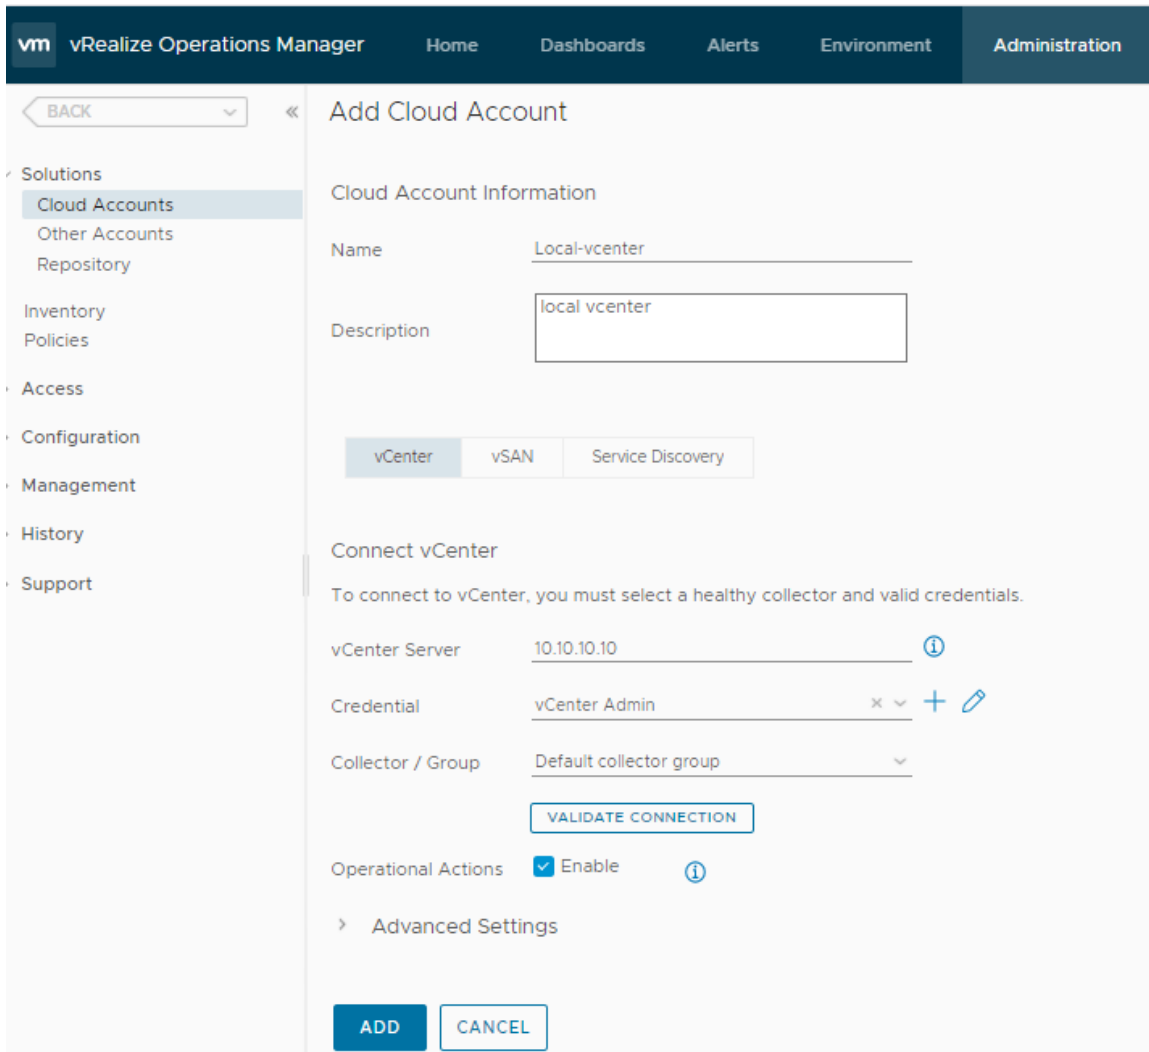 vm vRealize Operations Manager Home Dashboards Alerts Environment Administration
BACK
Solutions
Cloud Accounts
Other Accounts
Repository
Inventory
Policies
Access
Configuration
Management
History
Support
Add Cloud Account
Cloud Account Information
Name Local-vcenter
Description local vcenter
vCenter vSAN Service Discovery
Connect vCenter
To connect to vCenter, you must select a healthy collector and valid credentials.
vCenter Server 10.10.10.10
Credential vCenter Admin
Collector / Group Default collector group
VALIDATE CONNECTION
Operational Actions Enable
Advanced Settings
ADD CANCEL